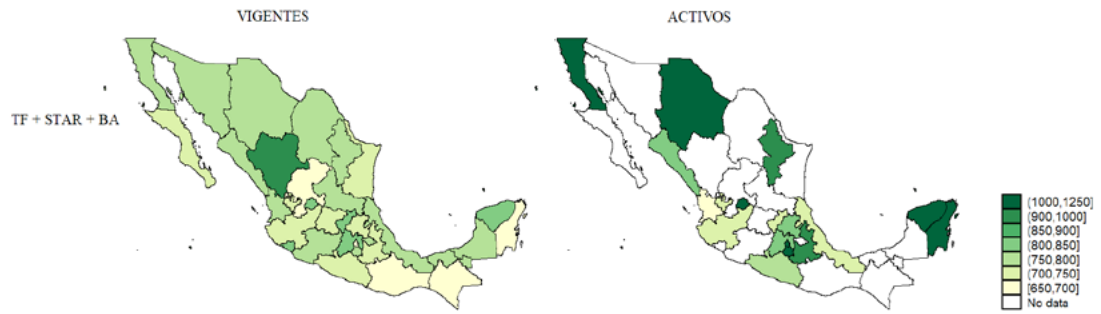 VIGENTES
ACTIVOS
TF + STAR + BA
(1000,1250]
(900,1000]
(850,900]
(800,850]
(750,800]
(700,750]
[650,700]
No data